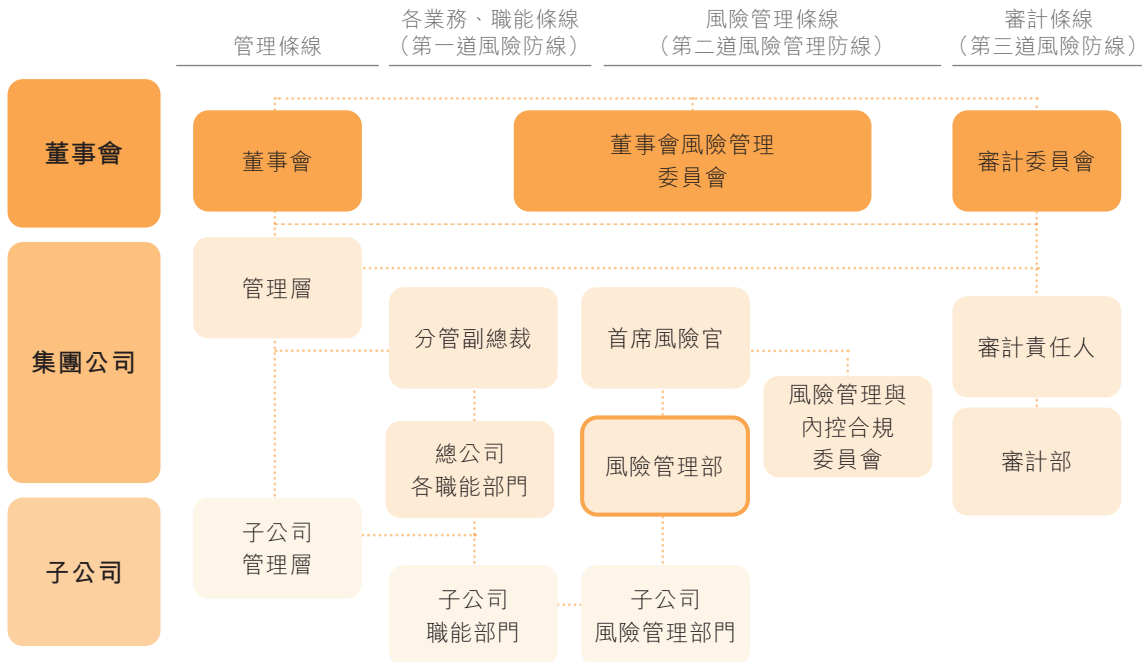 管理條線
各業務、職能條線
（第一道風險防線）
風險管理條線
（第二道風險管理防線）
審計條線
（第三道風險防線）
董事會
董事會
董事會風險管理
委員會
審計委員會
集團公司
管理層
分管副總裁
首席風險官
風險管理與
內控合規
委員會
審計責任人
總公司
各職能部門
風險管理部
審計部
子公司
子公司
管理層
子公司
職能部門
子公司
風險管理部門